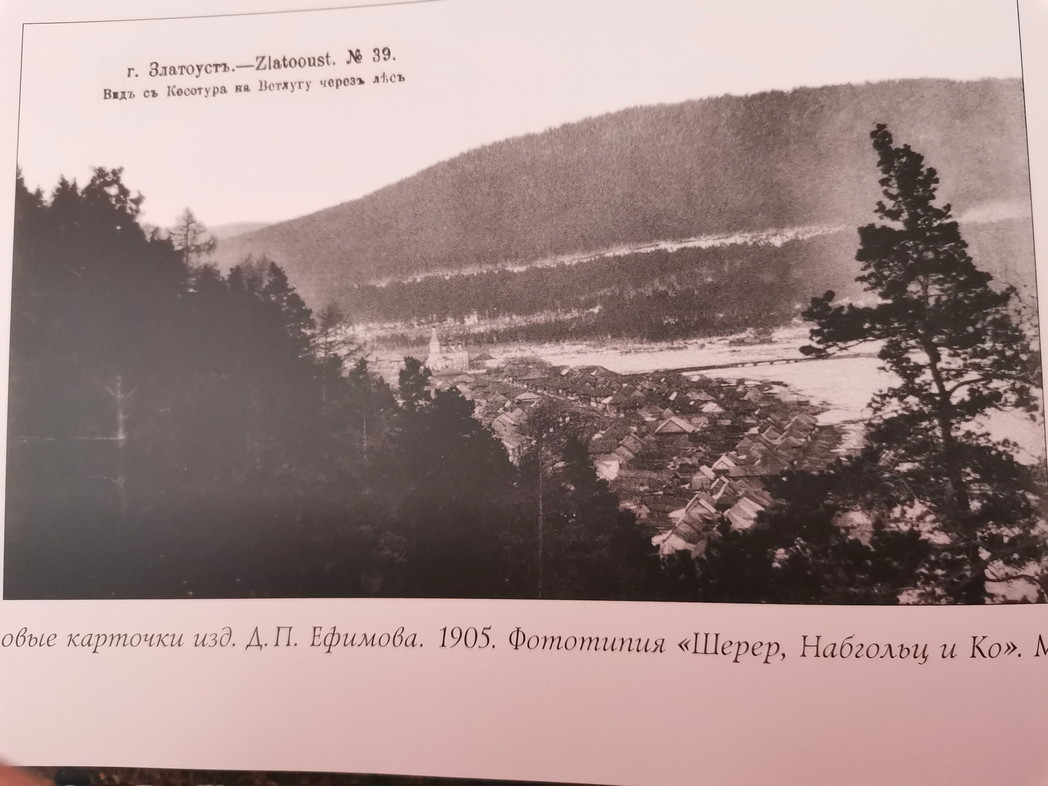 г. Златоустъ.—Zlatooust. № 39.
Видъ съ Косотура на Ветлугу черезъ лѣсъ
овые карточки изд. Д. П. Ефимова. 1905. Фототипия «Шерер, Набгольц и Ко». М